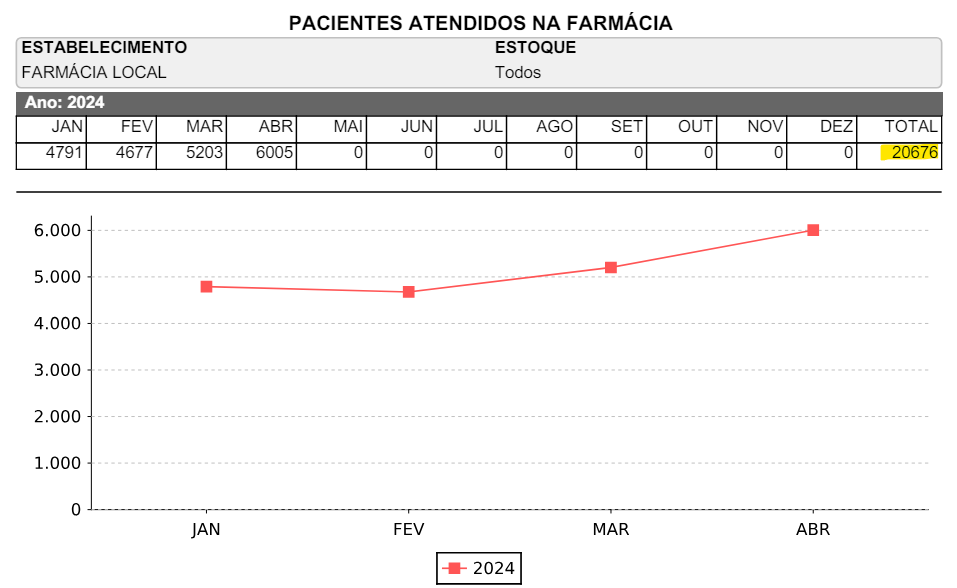 PACIENTES ATENDIDOS NA FARMÁCIA
ESTABELECIMENTO ESTOQUE
FARMÁCIA LOCAL Todos
Ano: 2024
JAN FEV MAR ABR MAI JUN JUL AGO SET OUT NOV DEZ TOTAL
4791 4677 5203 6005 0 0 0 0 0 0 0 0 20676
6.000
5.000
4.000
3.000
2.000
1.000
0
JAN FEV MAR ABR
2024